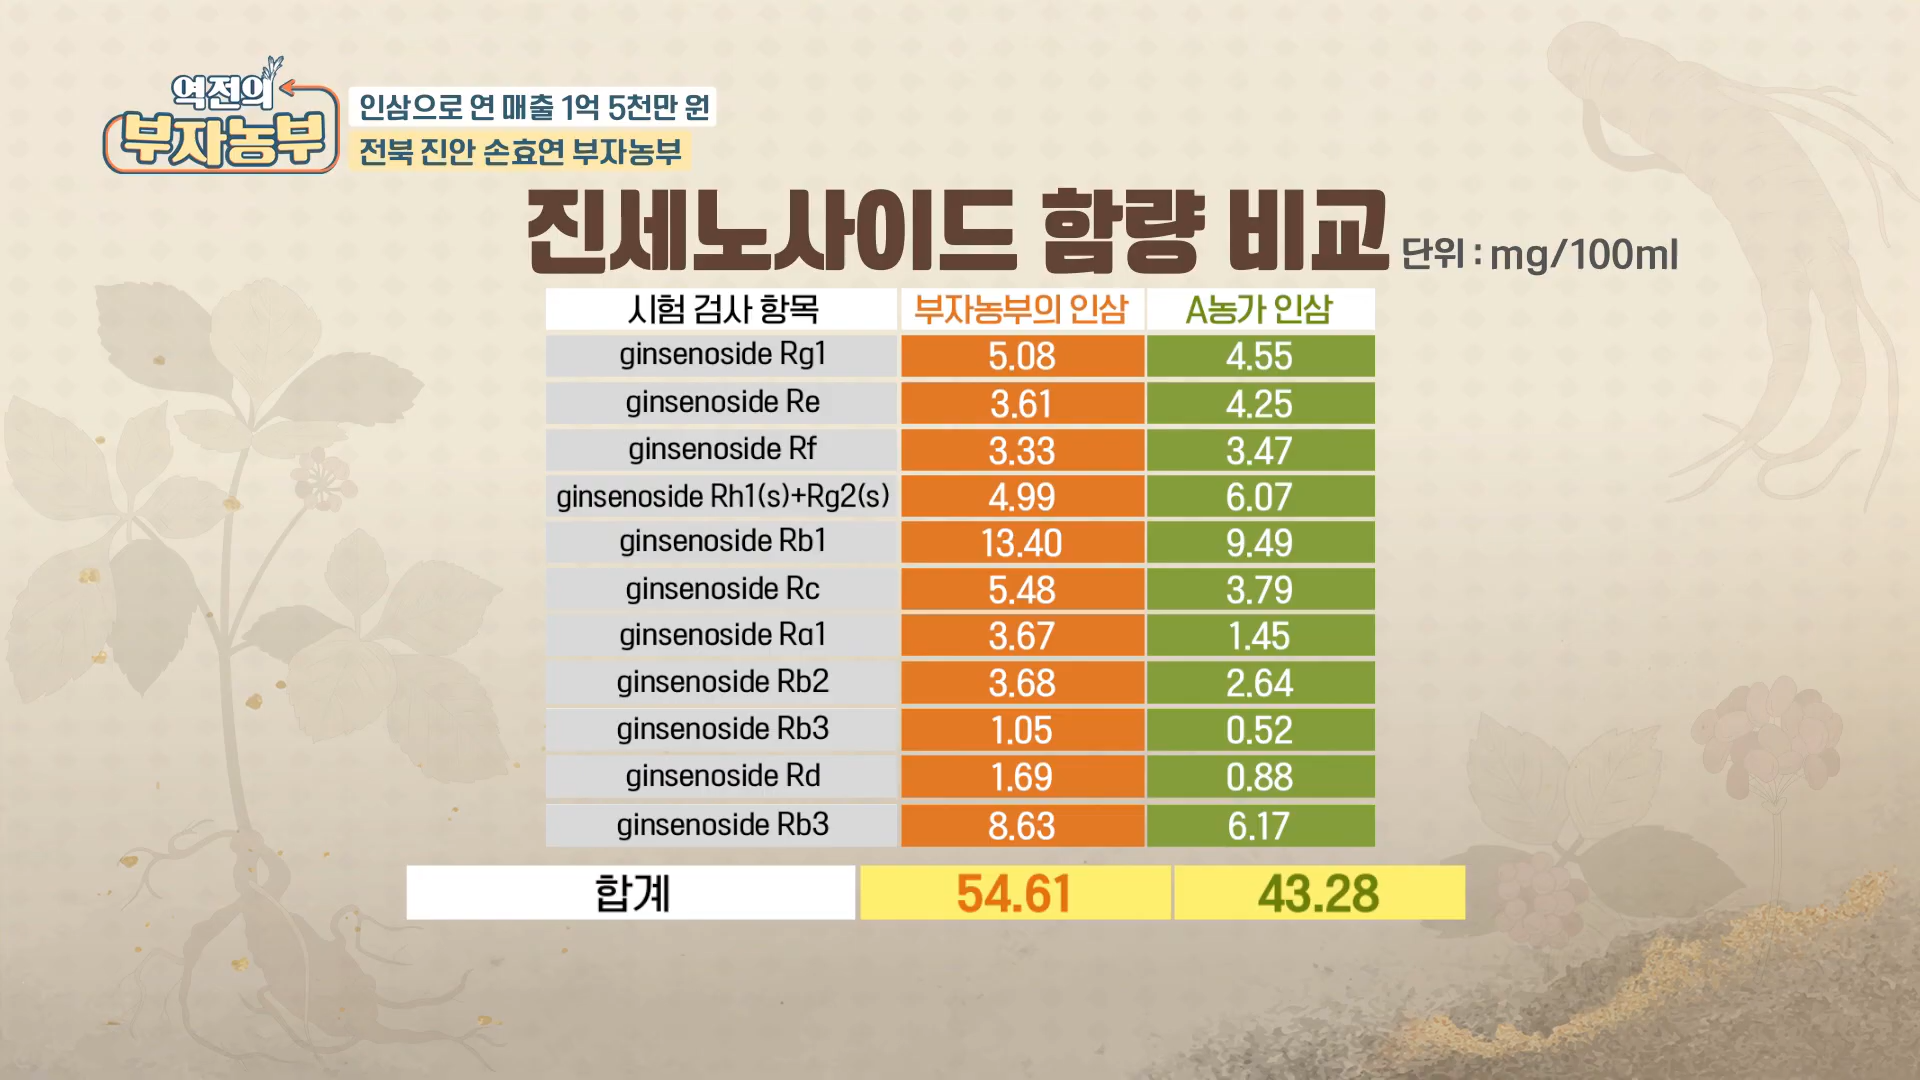 역전의
부자농부
인삼으로 연 매출 1억 5천만 원
전북 진안 손효연 부자농부
진세노사이드 함량 비교 단위 : mg/100ml
시험 검사 항목 부자농부의 인삼 A농가 인삼
ginsenoside Rg1 5.08 4.55
ginsenoside Re 3.61 4.25
ginsenoside Rf 3.33 3.47
ginsenoside Rh1(s)+Rg2(s) 4.99 6.07
ginsenoside Rb1 13.40 9.49
ginsenoside Rc 5.48 3.79
ginsenoside Ra1 3.67 1.45
ginsenoside Rb2 3.68 2.64
ginsenoside Rb3 1.05 0.52
ginsenoside Rd 1.69 0.88
ginsenoside Rb3 8.63 6.17
합계 54.61 43.28